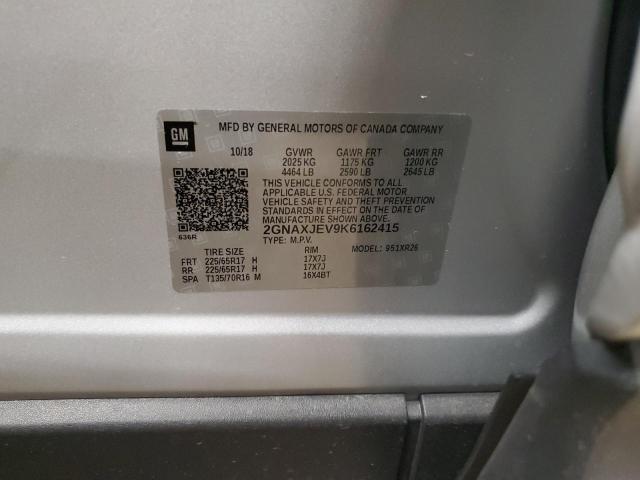 GM
MFD BY GENERAL MOTORS OF CANADA COMPANY
10/18 GVWR GAWR FRT GAWR RR
2025 KG 1175 KG 1200 KG
4464 LB 2590 LB 2645 LB
THIS VEHICLE CONFORMS TO ALL
APPLICABLE U.S. FEDERAL MOTOR
VEHICLE SAFETY AND THEFT PREVENTION
STANDARDS IN EFFECT ON THE DATE OF
MANUFACTURE SHOWN ABOVE.
2GNAXJEV9K6162415
636R TYPE: M.P.V.
TIRE SIZE RIM MODEL: 951XR26
FRT 225/65R17 H 17X7J
RR 225/65R17 H 17X7J
SPA T135/70R16 M 16X4BT